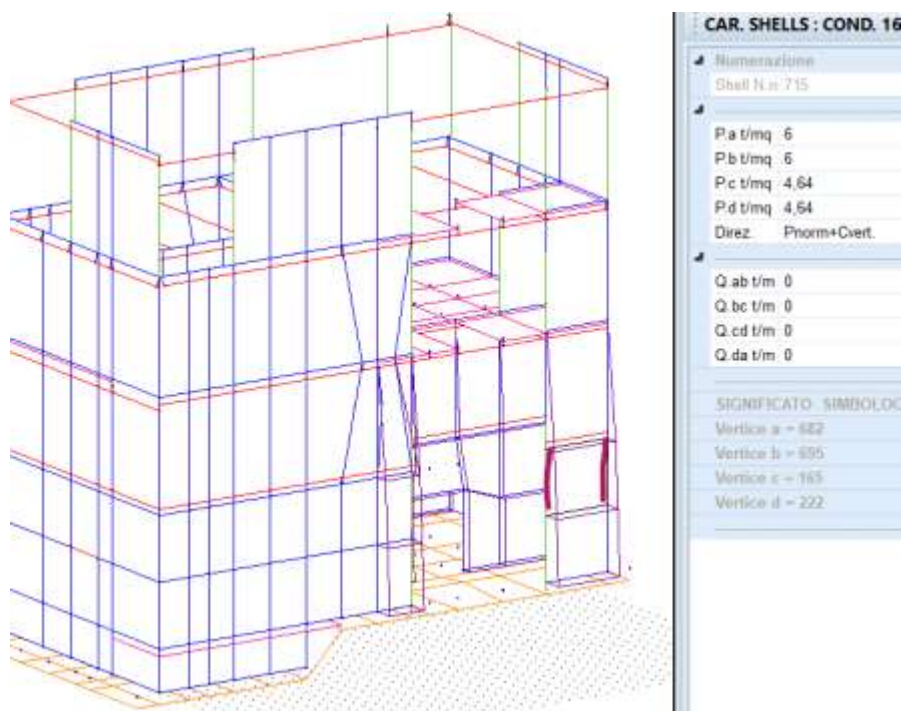 CAR. SHELLS : COND. 16
Numerazione
Shell N.ri 715
P.a t/mq 6
P.b t/mq 6
P.c t/mq 4,64
P.d t/mq 4,64
Direz. Pnorm+Cvert.
Q.ab t/m 0
Q.bc t/m 0
Q.cd t/m 0
Q.da t/m 0
SIGNIFICATO SIMBOLOG
Vertice a = 682
Vertice b = 695
Vertice c = 165
Vertice d = 222